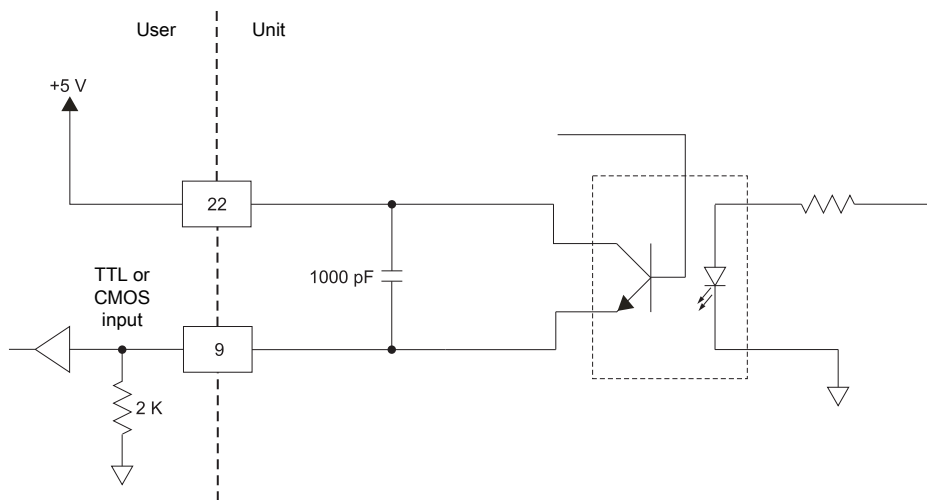 User
Unit
+5 V
22
1000 pF
TTL or
CMOS
input
9
2 K